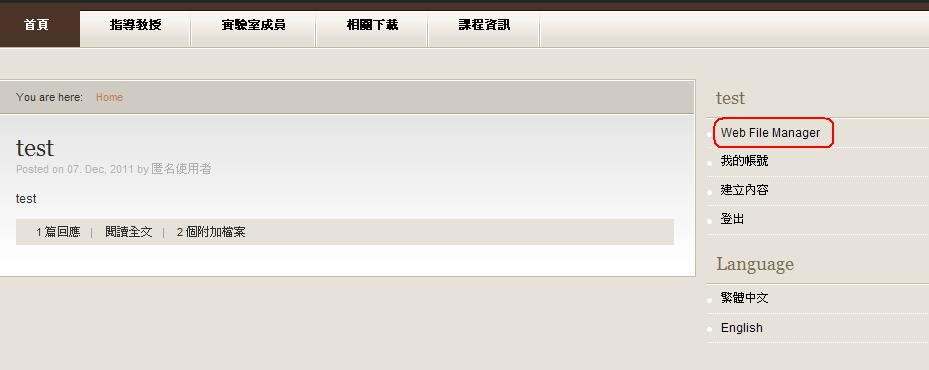 首頁 指導教授 實驗室成員 相關下載 課程資訊
You are here: Home
test
Posted on 07. Dec, 2011 by 匿名使用者
test
1 篇回應 | 閱讀全文 | 2 個附加檔案
test
Web File Manager
我的帳號
建立內容
登出
Language
繁體中文
English